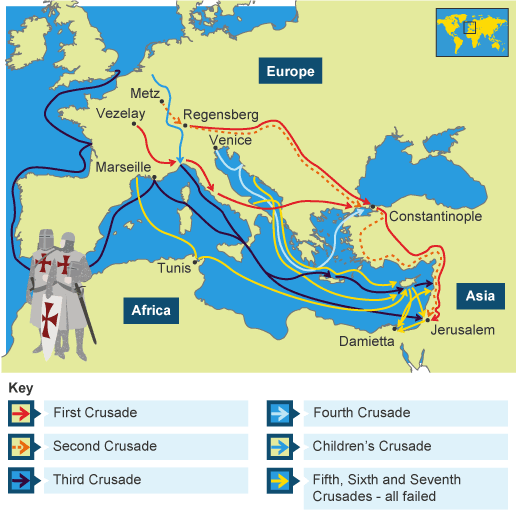 Europe
Metz
Vezelay
Regensberg
Venice
Marseille
Constantinople
Tunis
Africa
Asia
Jerusalem
Damietta
Key
First Crusade
Second Crusade
Third Crusade
Fourth Crusade
Children's Crusade
Fifth, Sixth and Seventh
Crusades - all failed